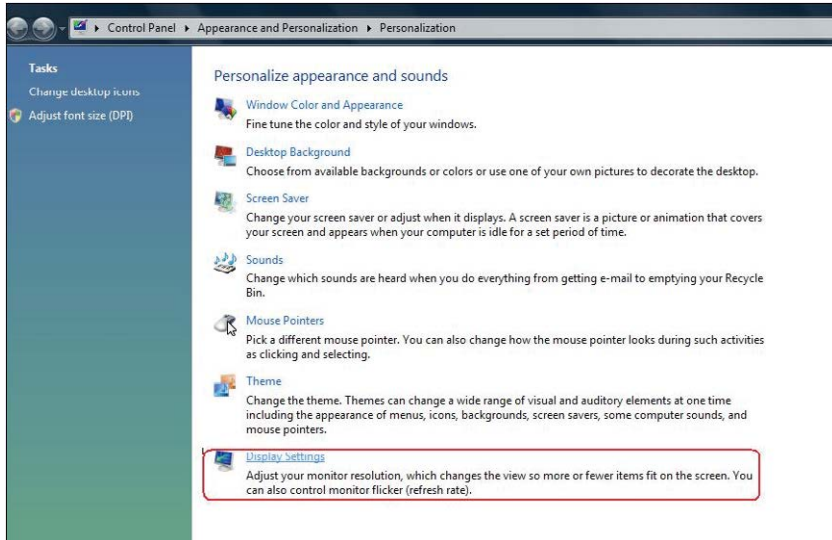 Control Panel ▸ Appearance and Personalization ▸ Personalization
Tasks
Change desktop icons
Adjust font size (DPI)
Personalize appearance and sounds
Window Color and Appearance
Fine tune the color and style of your windows.
Desktop Background
Choose from available backgrounds or colors or use one of your own pictures to decorate the desktop.
Screen Saver
Change your screen saver or adjust when it displays. A screen saver is a picture or animation that covers
your screen and appears when your computer is idle for a set period of time.
Sounds
Change which sounds are heard when you do everything from getting e-mail to emptying your Recycle
Bin.
Mouse Pointers
Pick a different mouse pointer. You can also change how the mouse pointer looks during such activities
as clicking and selecting.
Theme
Change the theme. Themes can change a wide range of visual and auditory elements at one time
including the appearance of menus, icons, backgrounds, screen savers, some computer sounds, and
mouse pointers.
Display Settings
Adjust your monitor resolution, which changes the view so more or fewer items fit on the screen. You
can also control monitor flicker (refresh rate).